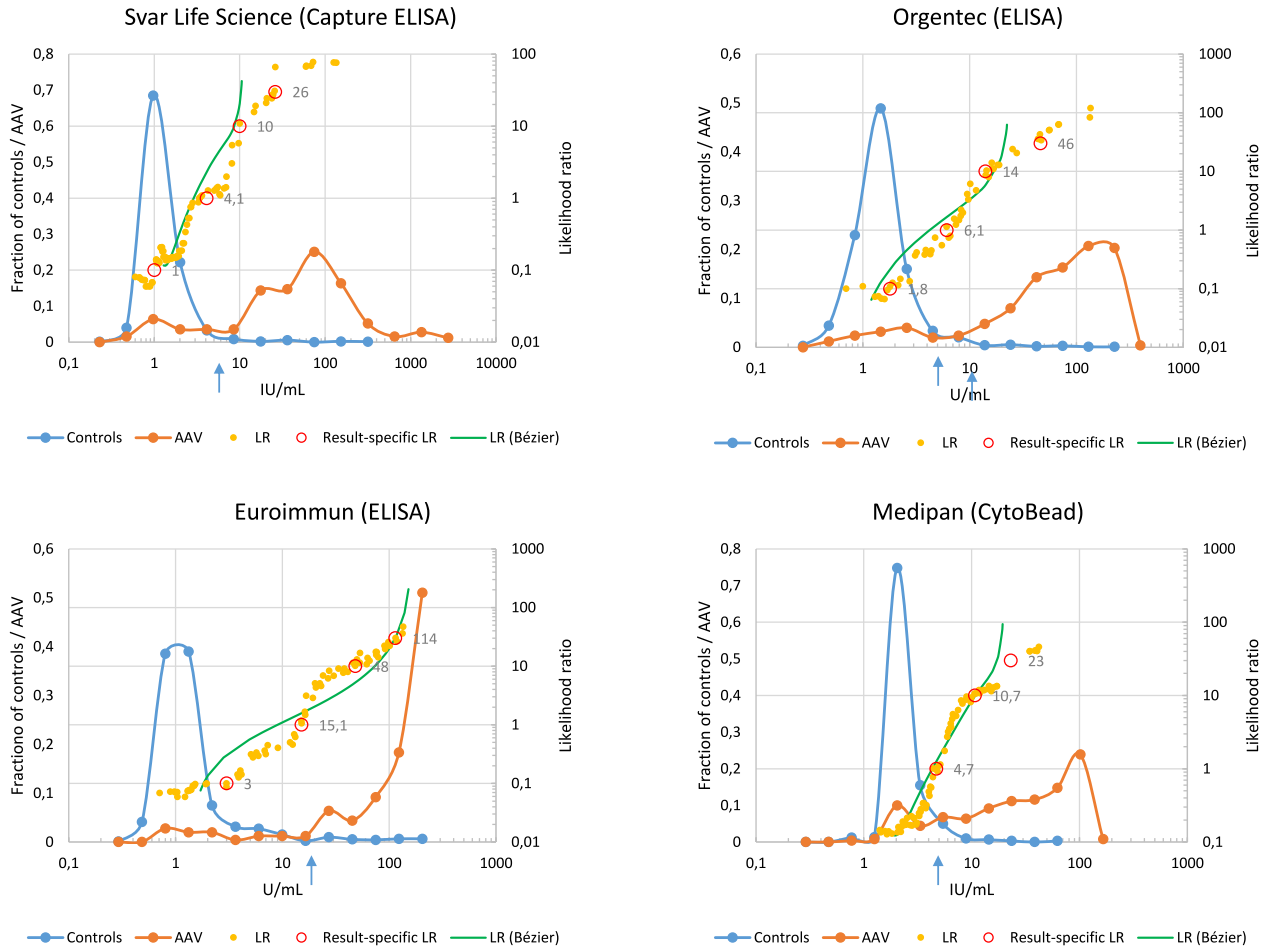 Svar Life Science (Capture ELISA)
Fraction of controls / AAV
0,8
0,7
0,6
0,5
0,4
0,3
0,2
0,1
0
100
10
1
0,1
0,01
Likelihood ratio
26
10
4,1
1
0,1 1 10 100 1000 10000
IU/mL
Controls AAV LR Result-specific LR LR (Bézier)
Orgentec (ELISA)
Fraction of controls / AAV
0,6
0,5
0,4
0,3
0,2
0,1
0
1000
100
10
1
0,1
0,01
Likelihood ratio
46
14
6,1
1,8
0,1 1 10 100 1000
U/mL
Controls AAV LR Result-specific LR LR (Bézier)
Euroimmun (ELISA)
Fractiono of controls / AAV
0,6
0,5
0,4
0,3
0,2
0,1
0
1000
100
10
1
0,1
0,01
Likelihood ratio
114
48
15,1
3
0,1 1 10 100 1000
U/mL
Controls AAV LR Result-specific LR LR (Bézier)
Medipan (CytoBead)
Fraction of controls / AAV
0,8
0,7
0,6
0,5
0,4
0,3
0,2
0,1
0
1000
100
10
1
0,1
Likelihood ratio
23
10,7
4,7
0,1 1 10 100 1000
IU/mL
Controls AAV LR Result-specific LR LR (Bézier)